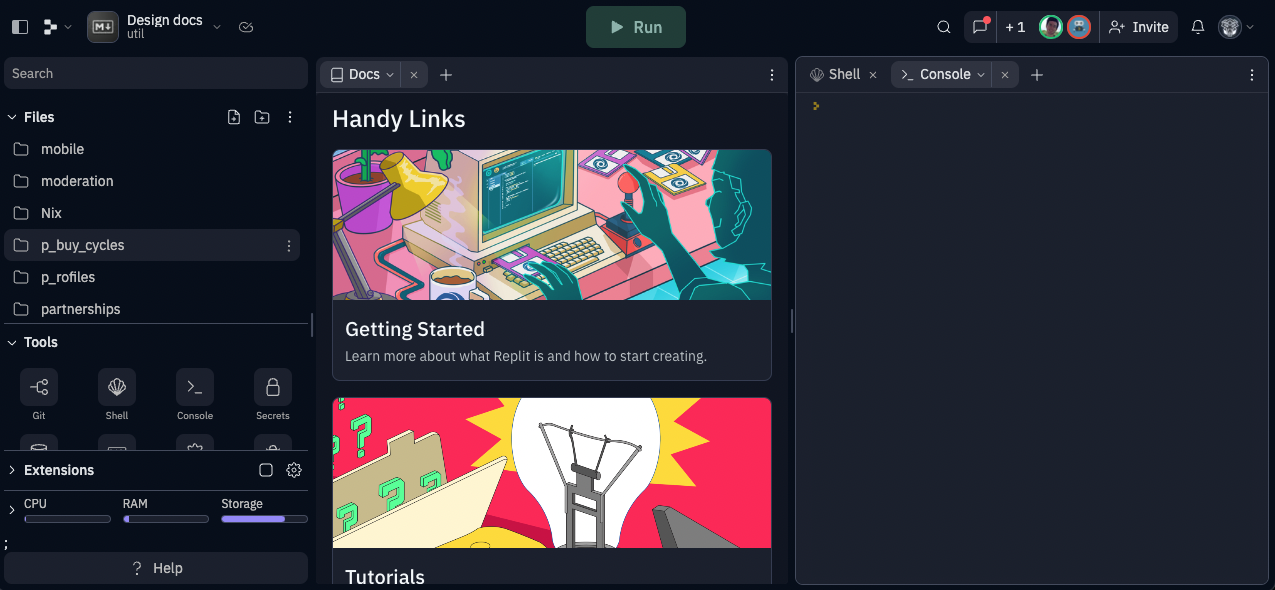 Design docs
util
Run
+ 1
Invite
Search
Files
mobile
moderation
Nix
p_buy_cycles
p_rofiles
partnerships
Tools
Git
Shell
Console
Secrets
Extensions
CPU
RAM
Storage
;
? Help
Docs
Handy Links
Getting Started
Learn more about what Replit is and how to start creating.
? ? ? ?
Tutorials
Shell
Console